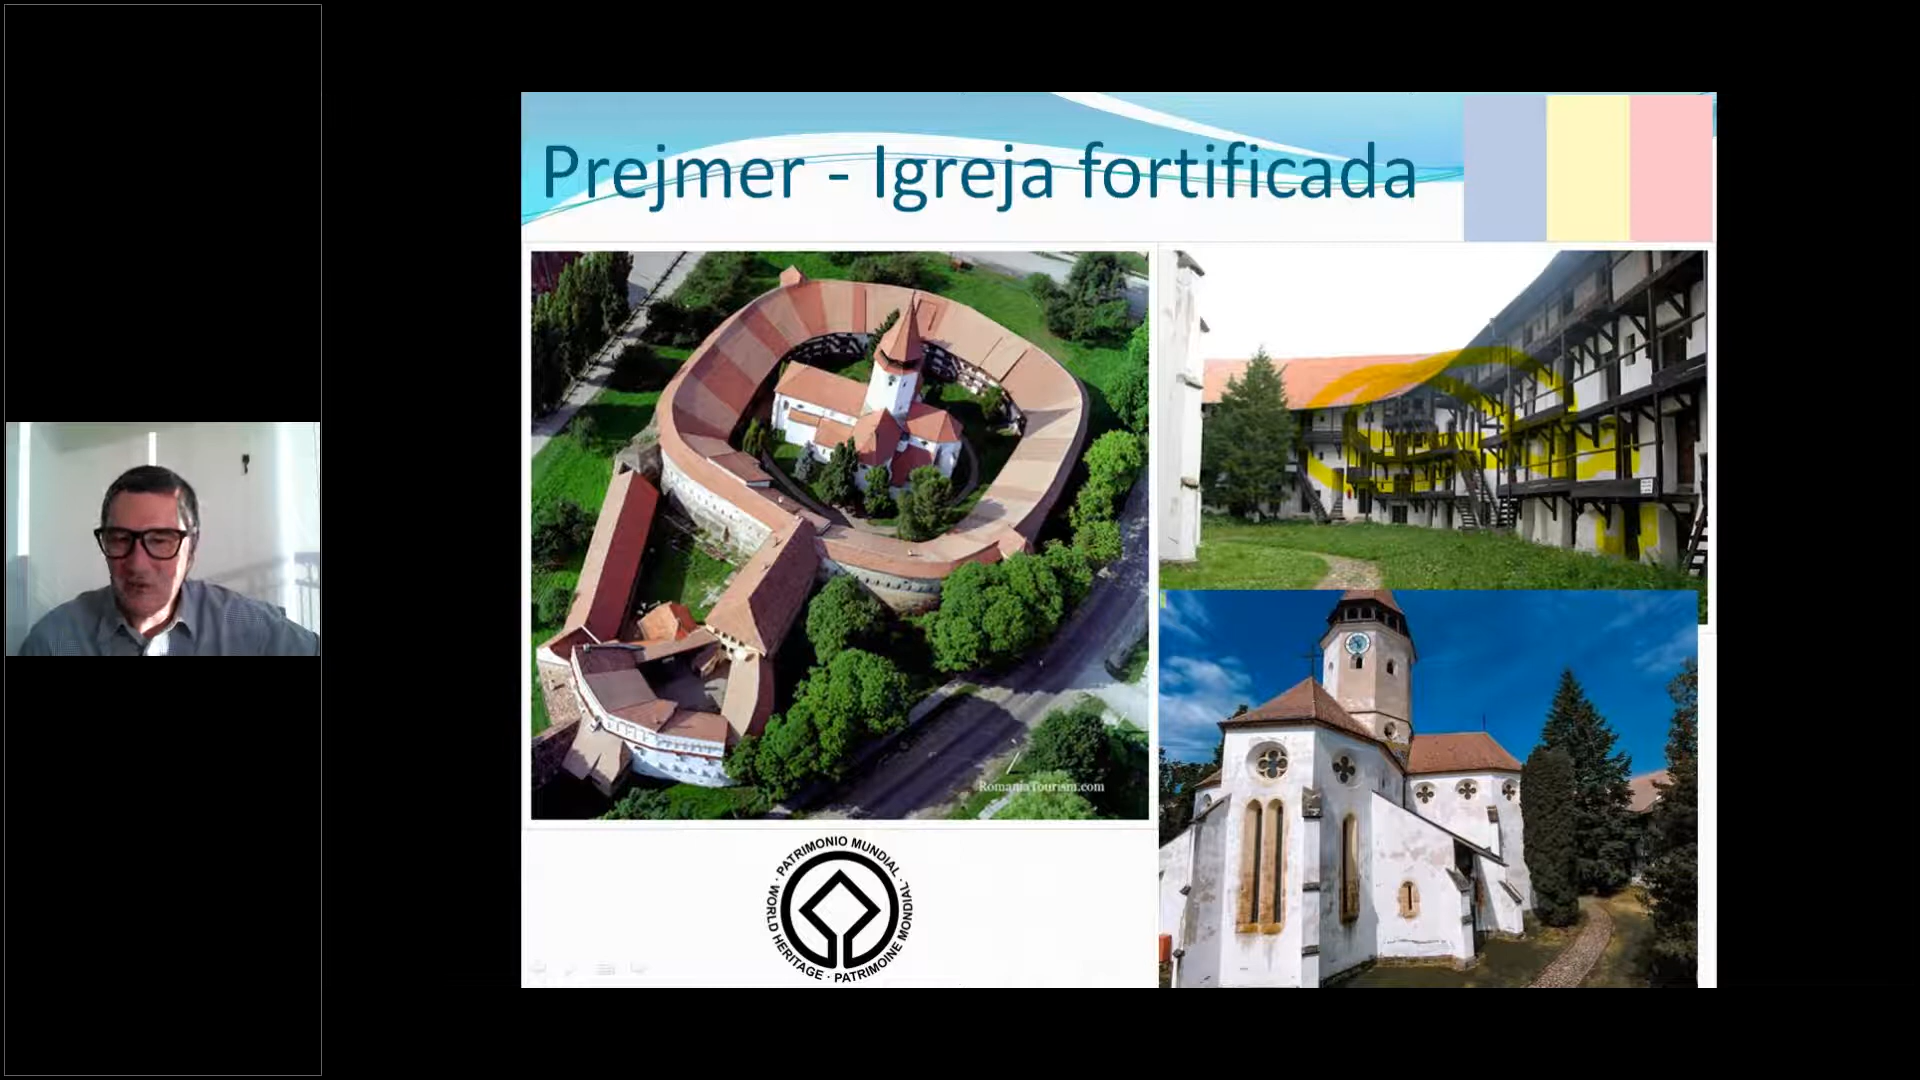 Prejmer - Igreja fortificada
RomaniaTourism.com
· PATRIMONIO MUNDIAL · WORLD HERITAGE · PATRIMOINE MONDIAL